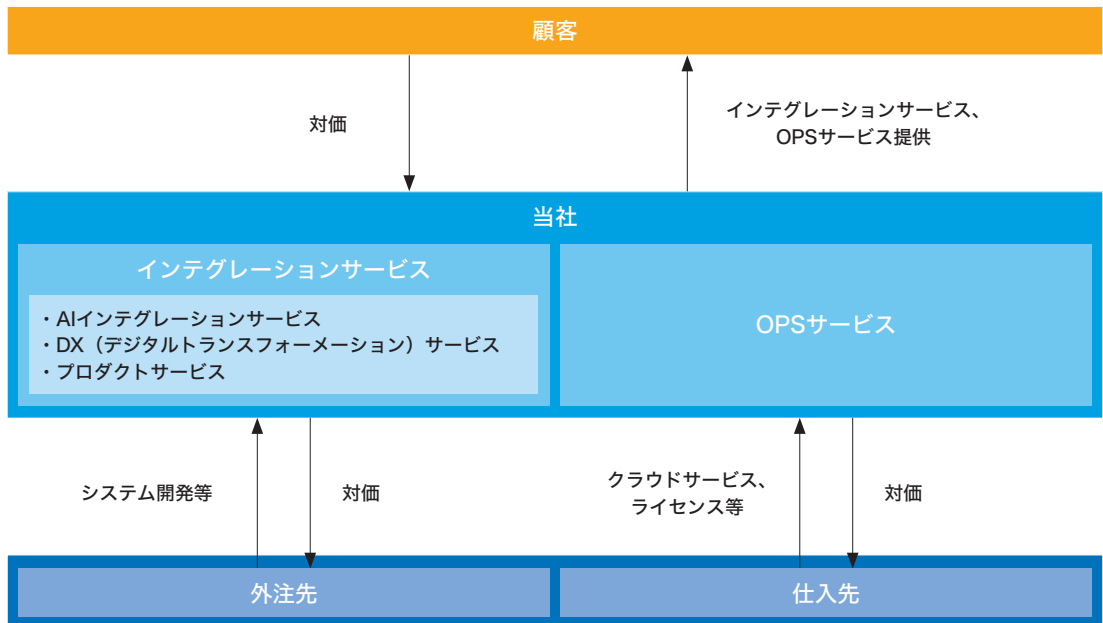 顧客
対価
インテグレーションサービス、
OPSサービス提供
当社
インテグレーションサービス
・AIインテグレーションサービス
・DX（デジタルトランスフォーメーション）サービス
・プロダクトサービス
OPSサービス
システム開発等
対価
クラウドサービス、
ライセンス等
対価
外注先
仕入先